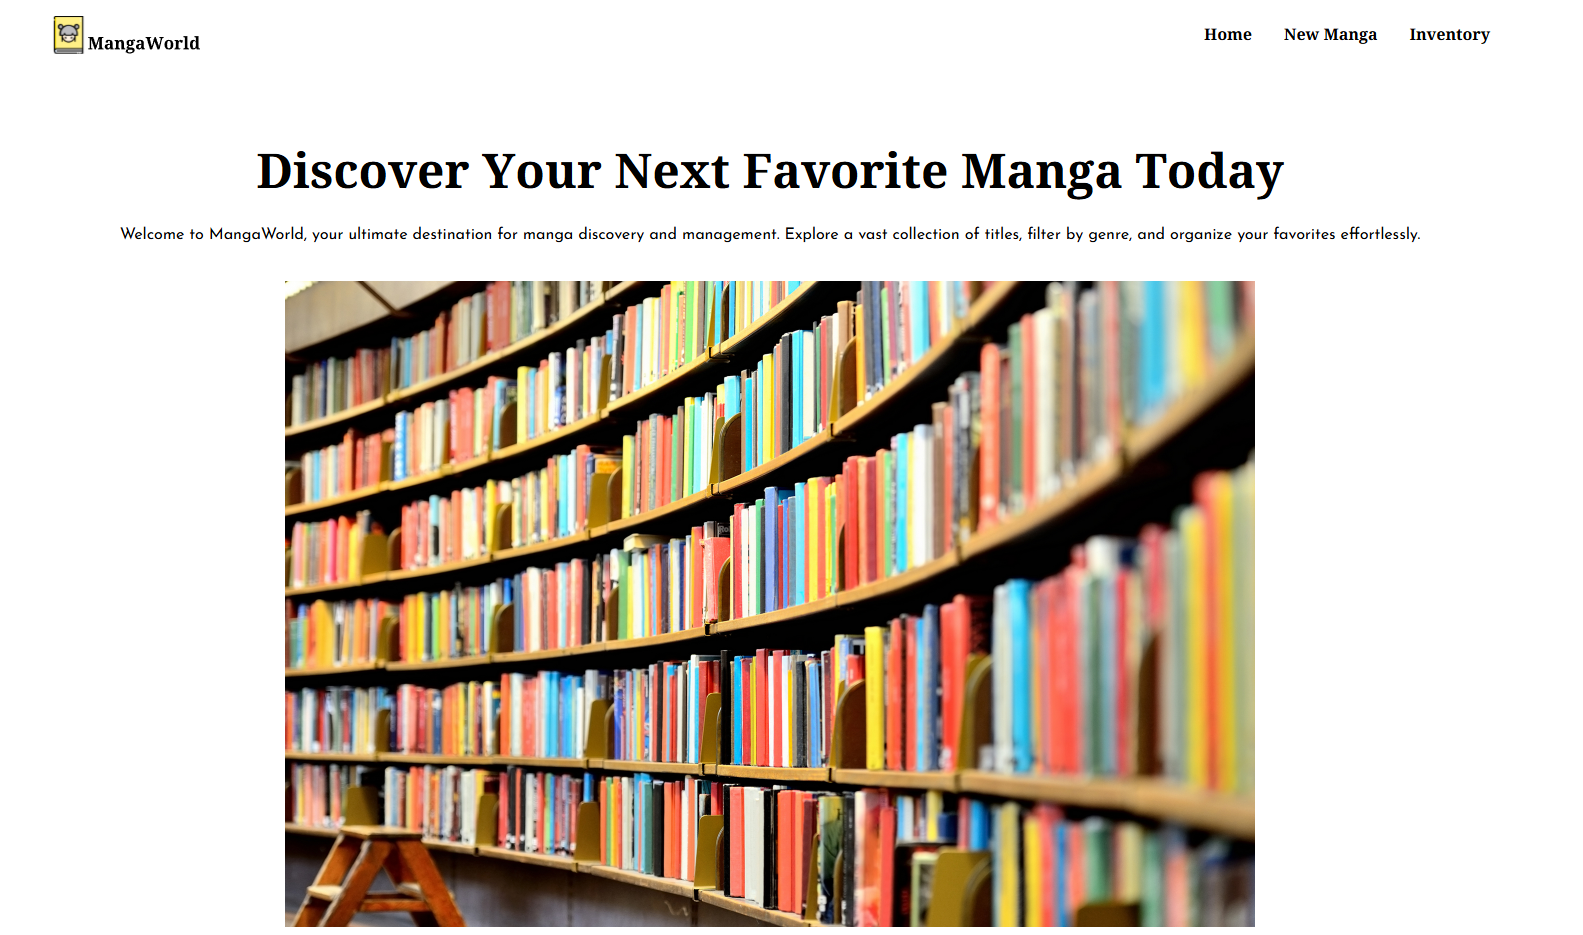 MangaWorld
Home New Manga Inventory
Discover Your Next Favorite Manga Today
Welcome to MangaWorld, your ultimate destination for manga discovery and management. Explore a vast collection of titles, filter by genre, and organize your favorites effortlessly.